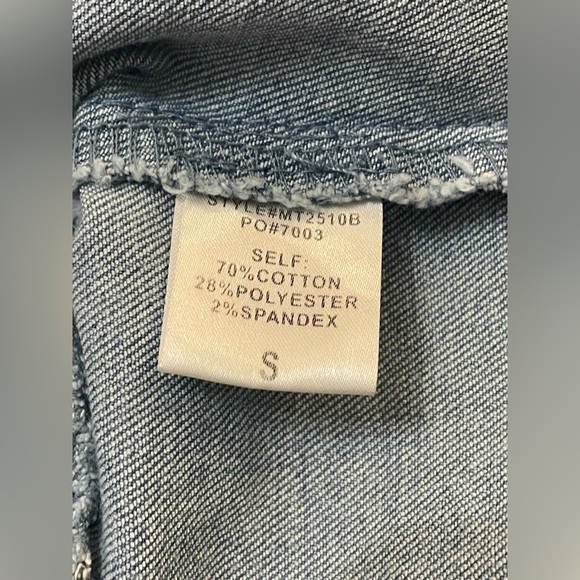 STYLE#MT2510B
PO#7003
SELF:
70%COTTON
28%POLYESTER
2%SPANDEX
S